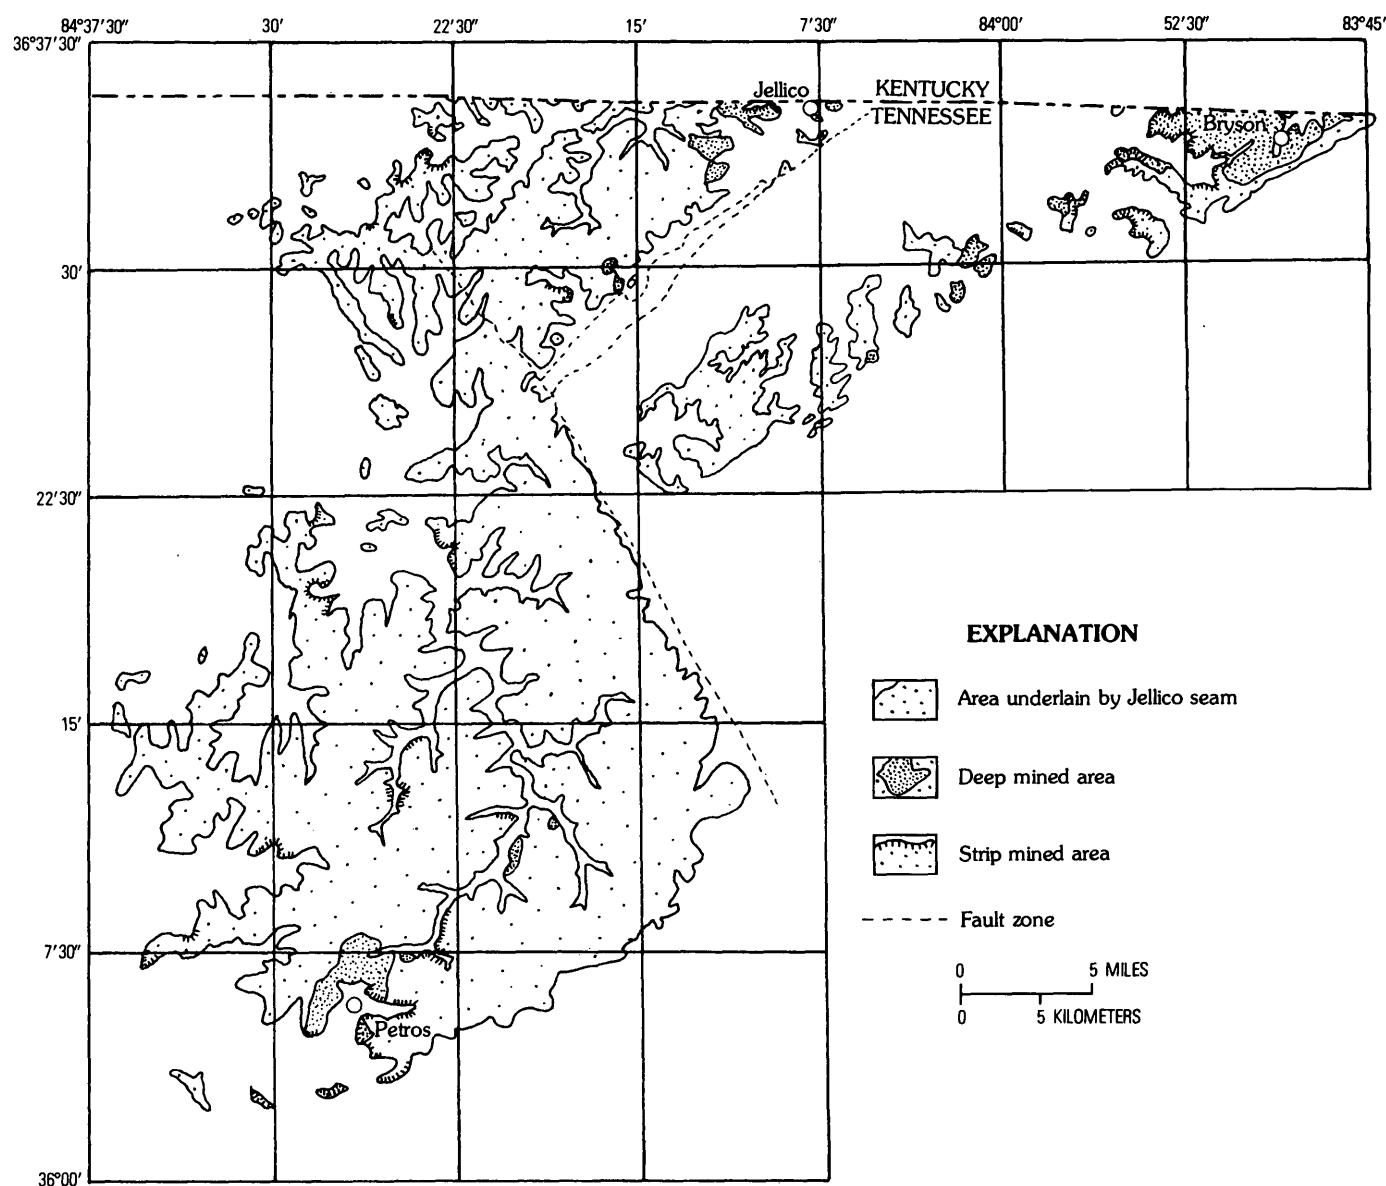 84°37'30" 30' 22'30" 15' 7'30" 84°00' 52'30" 83°45'
36°37'30"
Jellico KENTUCKY
TENNESSEE
Bryson
30'
22'30"
EXPLANATION
Area underlain by Jellico seam
15'
Deep mined area
Strip mined area
Fault zone
7'30"
0 5 MILES
0 5 KILOMETERS
Petros
36°00'